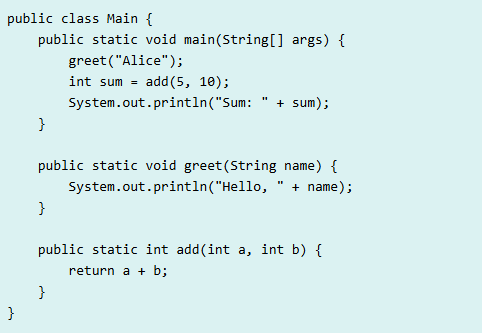 public class Main {
    public static void main(String[] args) {
        greet("Alice");
        int sum = add(5, 10);
        System.out.println("Sum: " + sum);
    }

    public static void greet(String name) {
        System.out.println("Hello, " + name);
    }

    public static int add(int a, int b) {
        return a + b;
    }
}